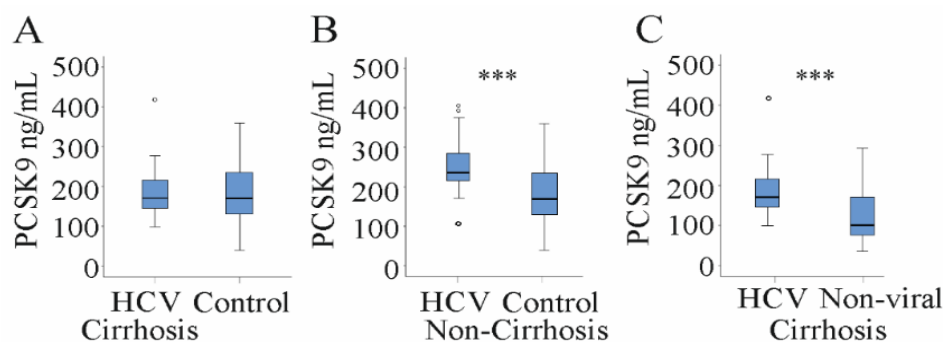 A
PCSK9 ng/mL
500
400
300
200
100
0
HCV Control
Cirrhosis
B
PCSK9 ng/mL
***
500
400
300
200
100
0
HCV Control
Non-Cirrhosis
C
PCSK9 ng/mL
***
500
400
300
200
100
0
HCV Non-viral
Cirrhosis